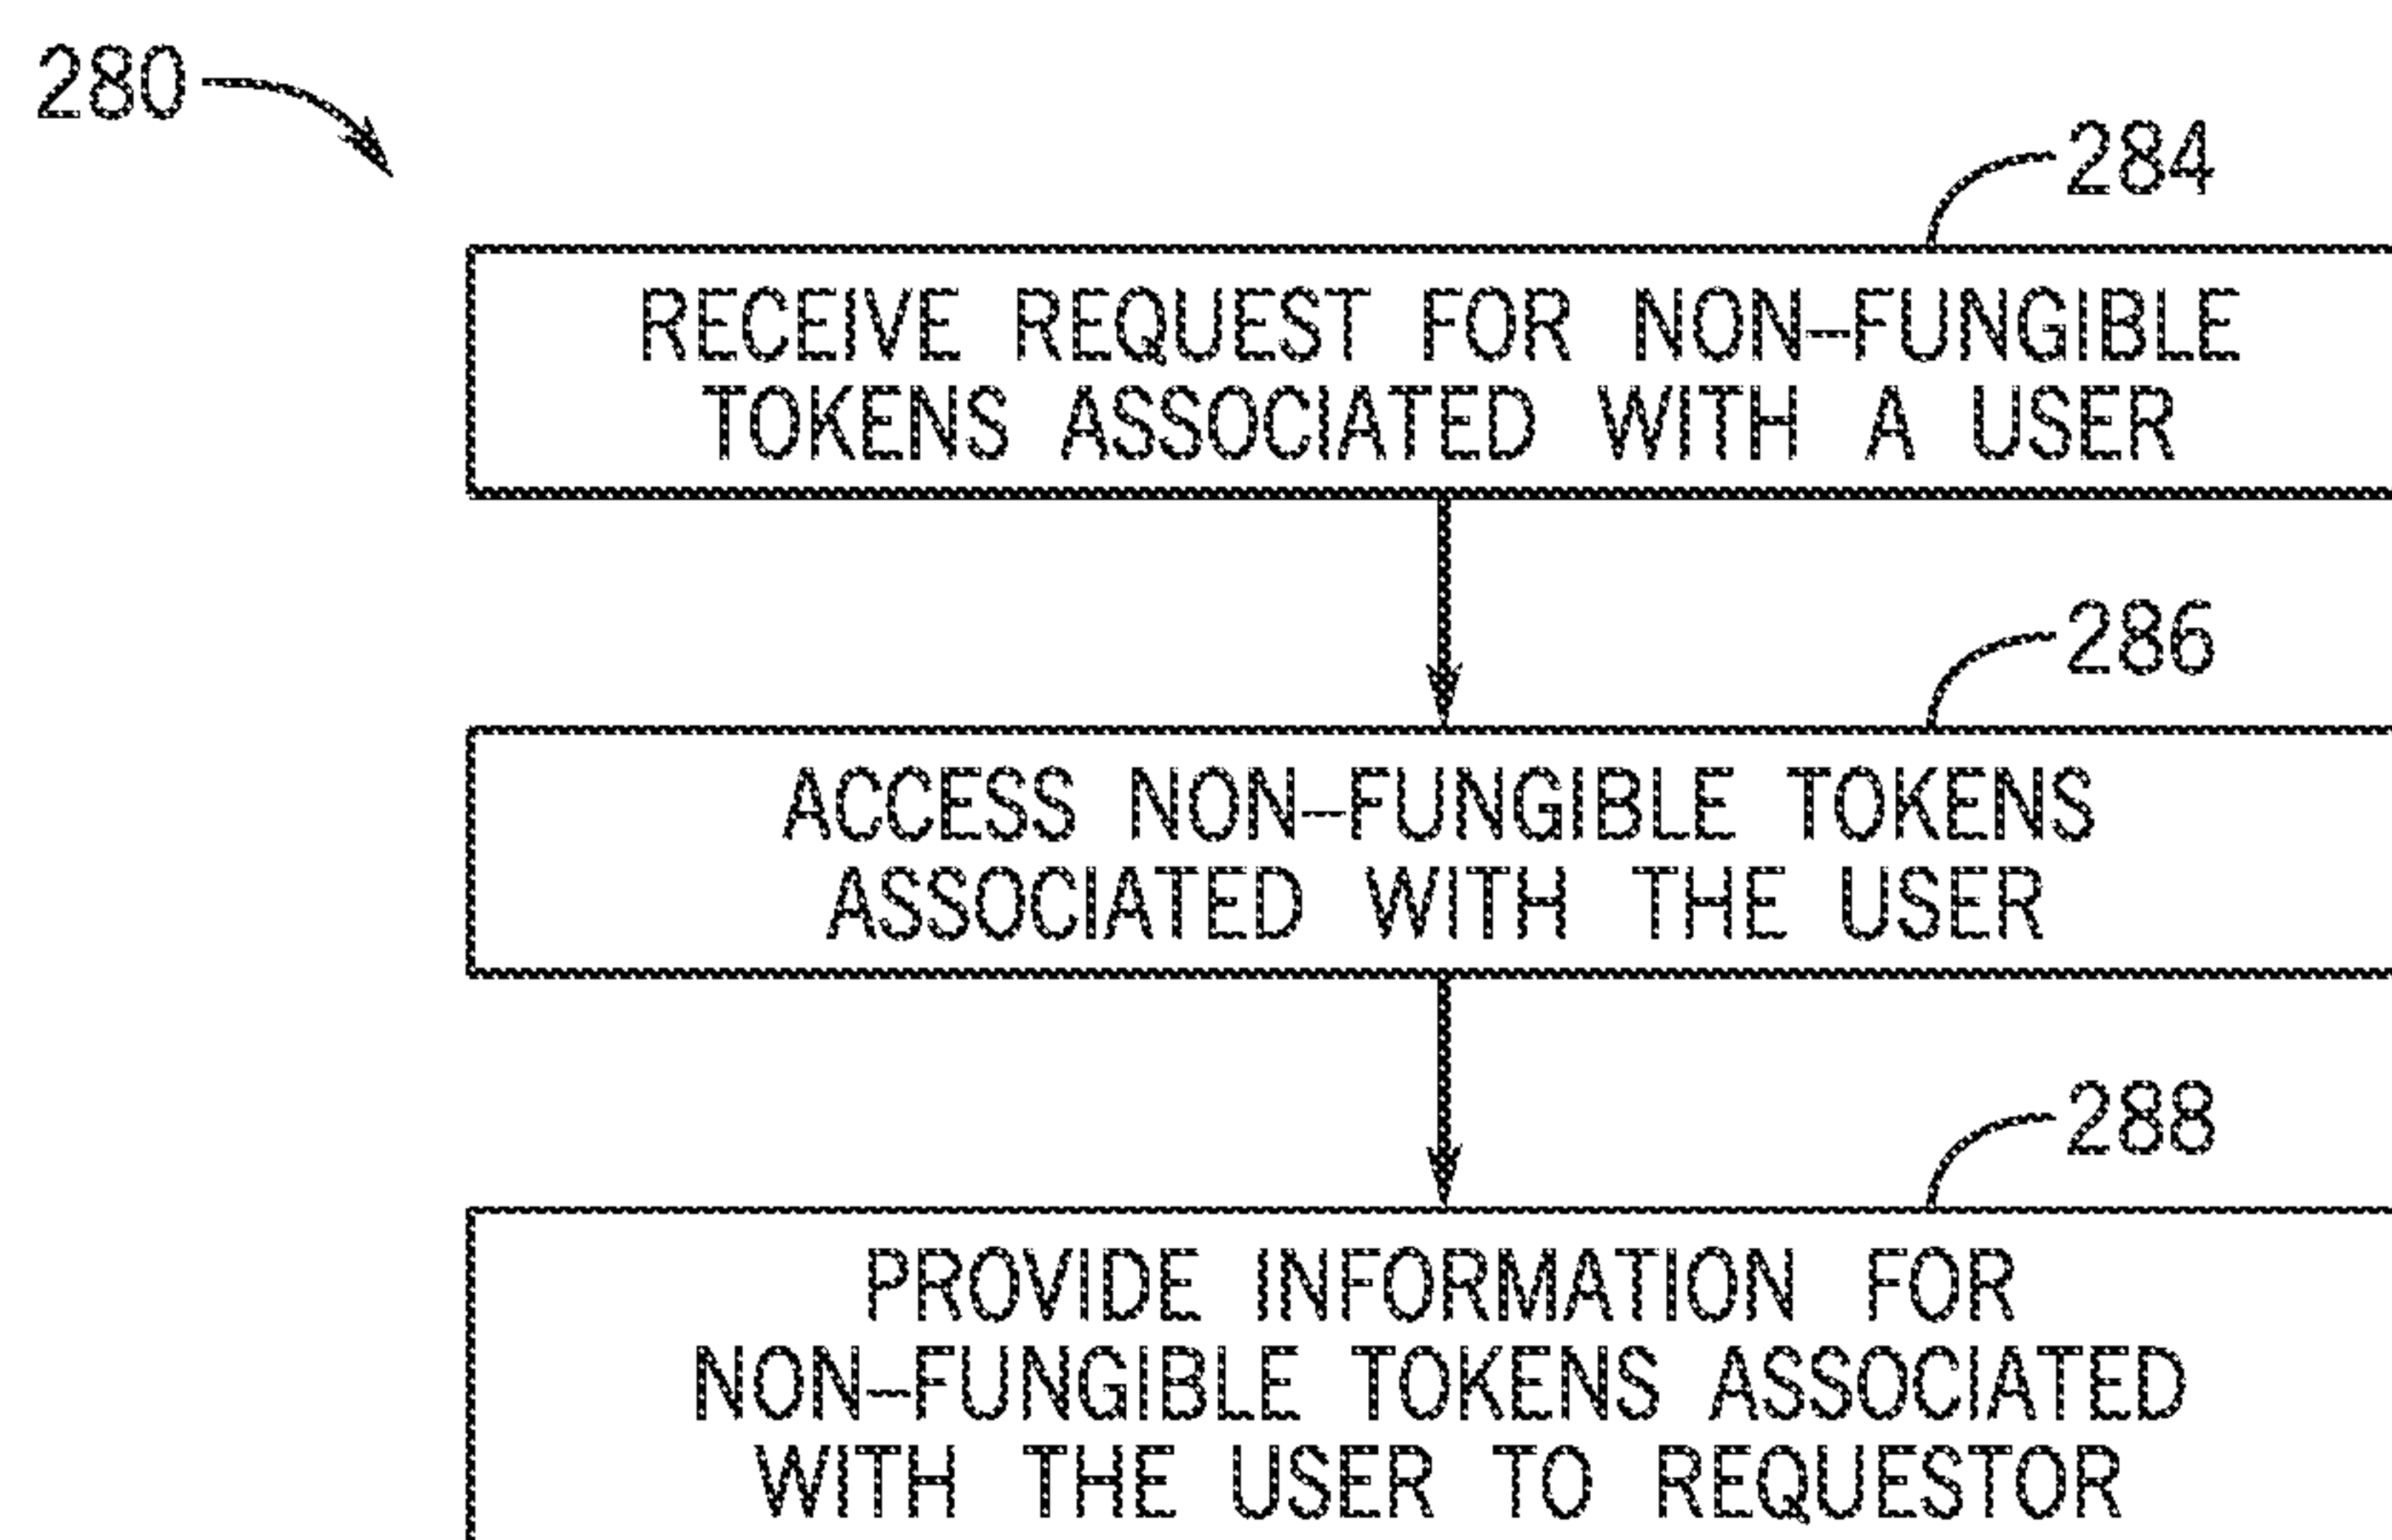 280
284
RECEIVE REQUEST FOR NON-FUNGIBLE
TOKENS ASSOCIATED WITH A USER
286
ACCESS NON-FUNGIBLE TOKENS
ASSOCIATED WITH THE USER
288
PROVIDE INFORMATION FOR
NON-FUNGIBLE TOKENS ASSOCIATED
WITH THE USER TO REQUESTOR